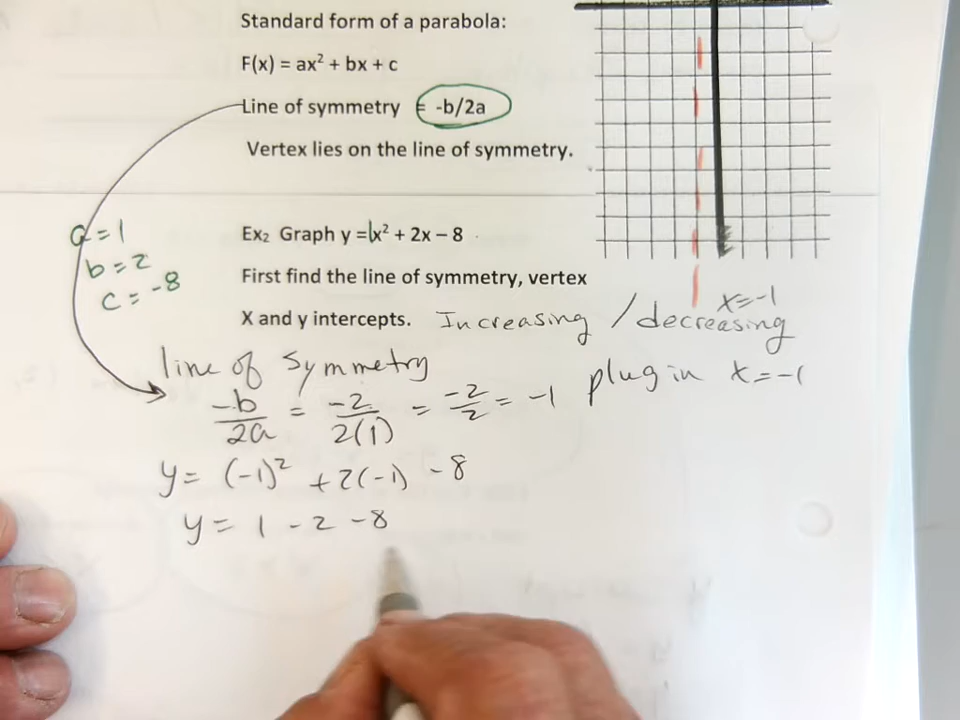 Standard form of a parabola:
F(x) = ax² + bx + c
Line of symmetry = -b/2a
Vertex lies on the line of symmetry.
a = 1
b = 2
c = -8
Ex₂ Graph y = 1x² + 2x – 8
First find the line of symmetry, vertex
x = -1
X and y intercepts. Increasing / decreasing
line of symmetry
-b/2a = -2/2(1) = -2/2 = -1 plug in x = -1
y = (-1)² + 2(-1) - 8
y = 1 - 2 - 8